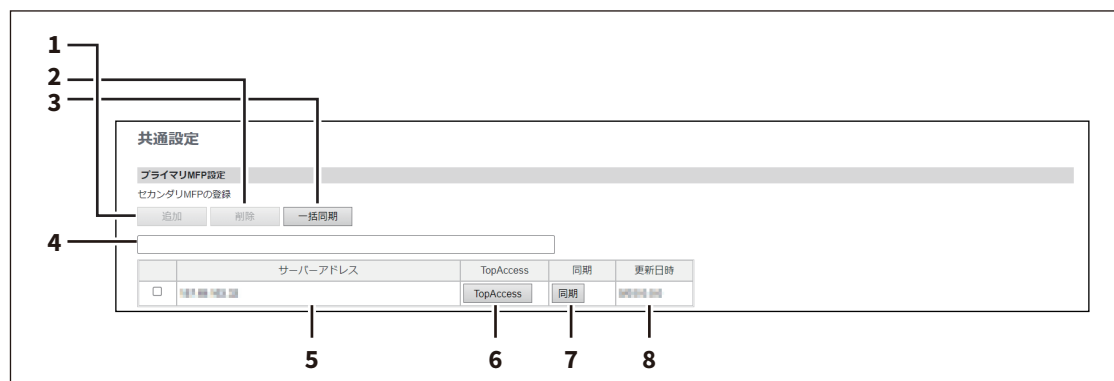 1
2
3
共通設定
プライマリMFP設定
セカンダリMFPの登録
追加 削除 一括同期
4
サーバーアドレス TopAccess 同期 更新日時
TopAccess 同期
5 6 7 8